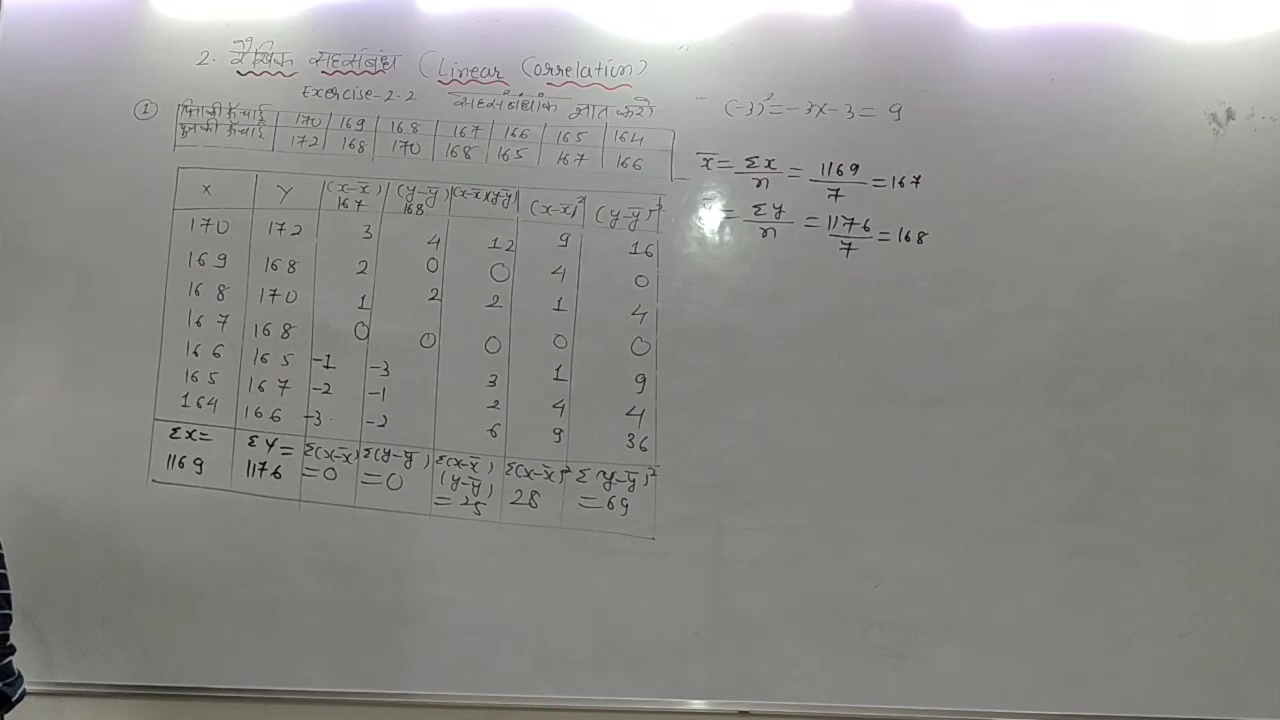 2. रैखिक सहसंबंध (Linear Correlation)
Exercise-2.2 सहसंबंधांक ज्ञात करो
① पिता की ऊँचाई 170 169 168 167 166 165 164
पुत्र की ऊँचाई 172 168 170 168 165 167 166
x y (x-x̄) 167 (y-ȳ) 168 (x-x̄)(y-ȳ) (x-x̄)² (y-ȳ)²
170 172 3 4 12 9 16
169 168 2 0 0 4 0
168 170 1 2 2 1 4
167 168 0 0 0 0 0
166 165 -1 -3 3 1 9
165 167 -2 -1 2 4 4
164 166 -3 -2 6 9 36
Σx= 1169 Σy= 1176 Σ(x-x̄) =0 Σ(y-ȳ) =0 Σ(x-x̄)(y-ȳ) =25 Σ(x-x̄)² 28 Σ(y-ȳ)² =69
(-3)²=-3x-3=9
x̄ = Σx/n = 1169/7 = 167
= Σy/n = 1176/7 = 168